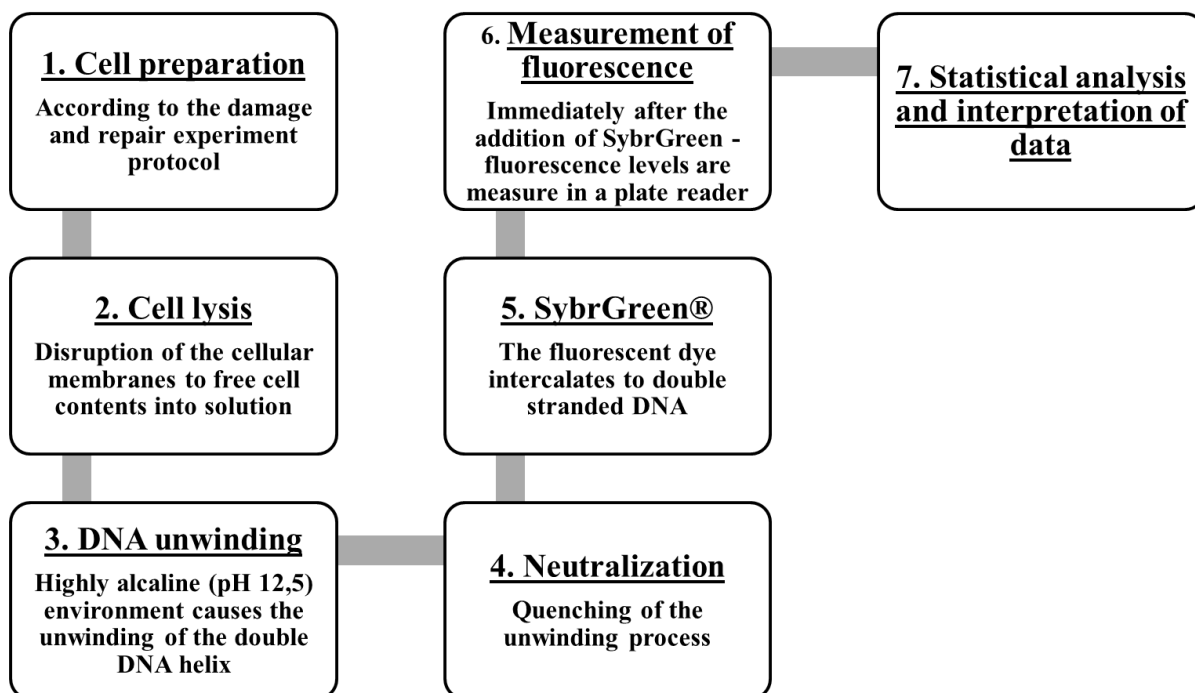 1. Cell preparation
According to the damage
and repair experiment
protocol
2. Cell lysis
Disruption of the cellular
membranes to free cell
contents into solution
3. DNA unwinding
Highly alcaline (pH 12,5)
environment causes the
unwinding of the double
DNA helix
4. Neutralization
Quenching of the
unwinding process
5. SybrGreen®
The fluorescent dye
intercalates to double
stranded DNA
6. Measurement of
fluorescence
Immediately after the
addition of SybrGreen -
fluorescence levels are
measure in a plate reader
7. Statistical analysis
and interpretation of
data